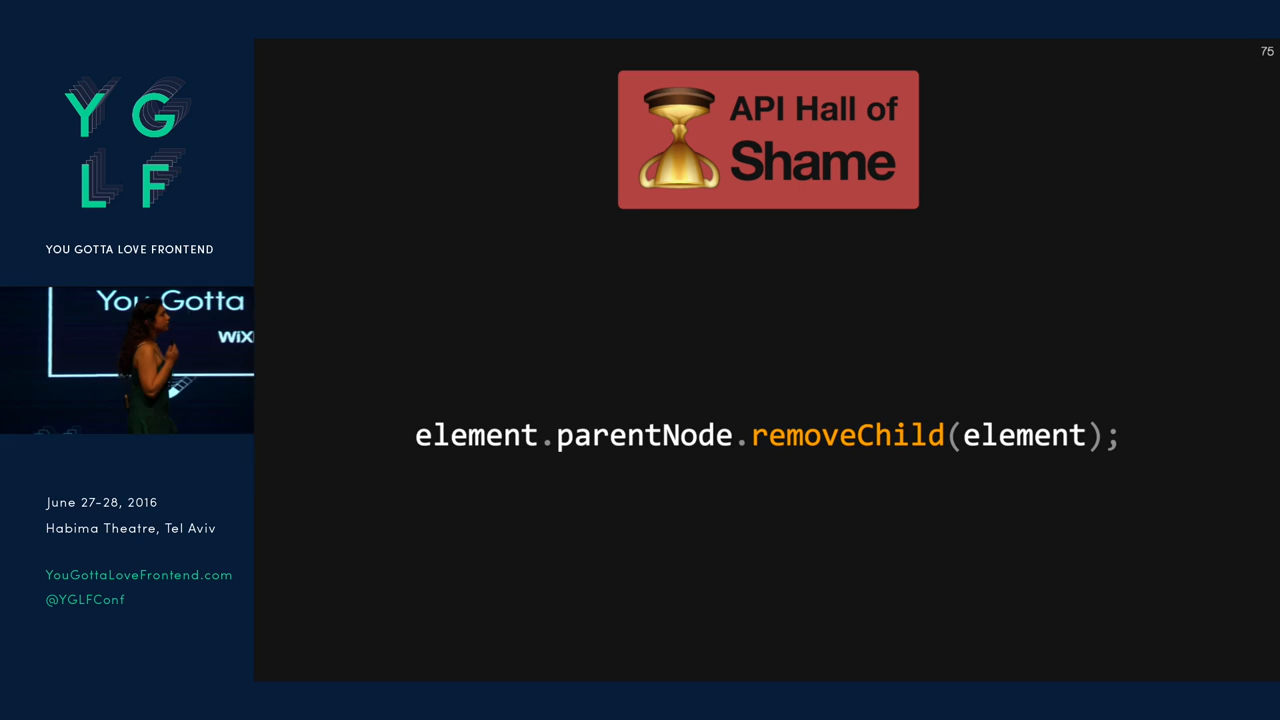 75
API Hall of
Shame
Y G
L F
YOU GOTTA LOVE FRONTEND
You Gotta
WiX
element.parentNode.removeChild(element);
June 27-28, 2016
Habima Theatre, Tel Aviv
YouGottaLoveFrontend.com
@YGLFConf